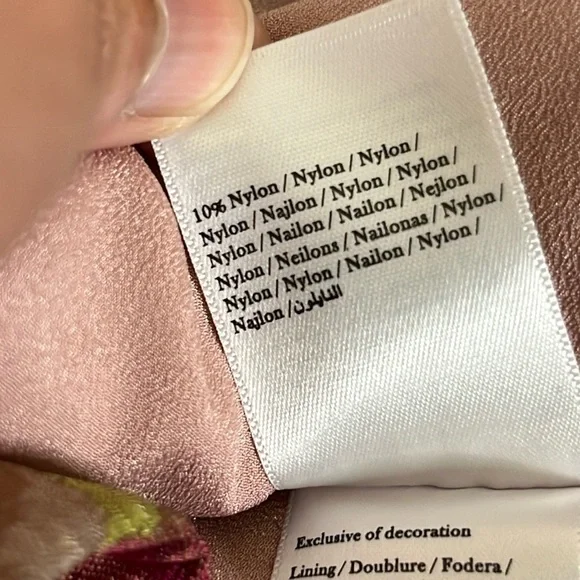 10% Nylon / Nylon / Nylon /
Nylon / Najlon / Nylon / Nylon /
Nylon / Nailon / Nailon / Nejlon /
Nylon / Neilons / Nailonas / Nylon /
Nylon / Nylon / Nailon / Nylon /
Najlon / النايلون
Exclusive of decoration
Lining / Doublure / Fodera /